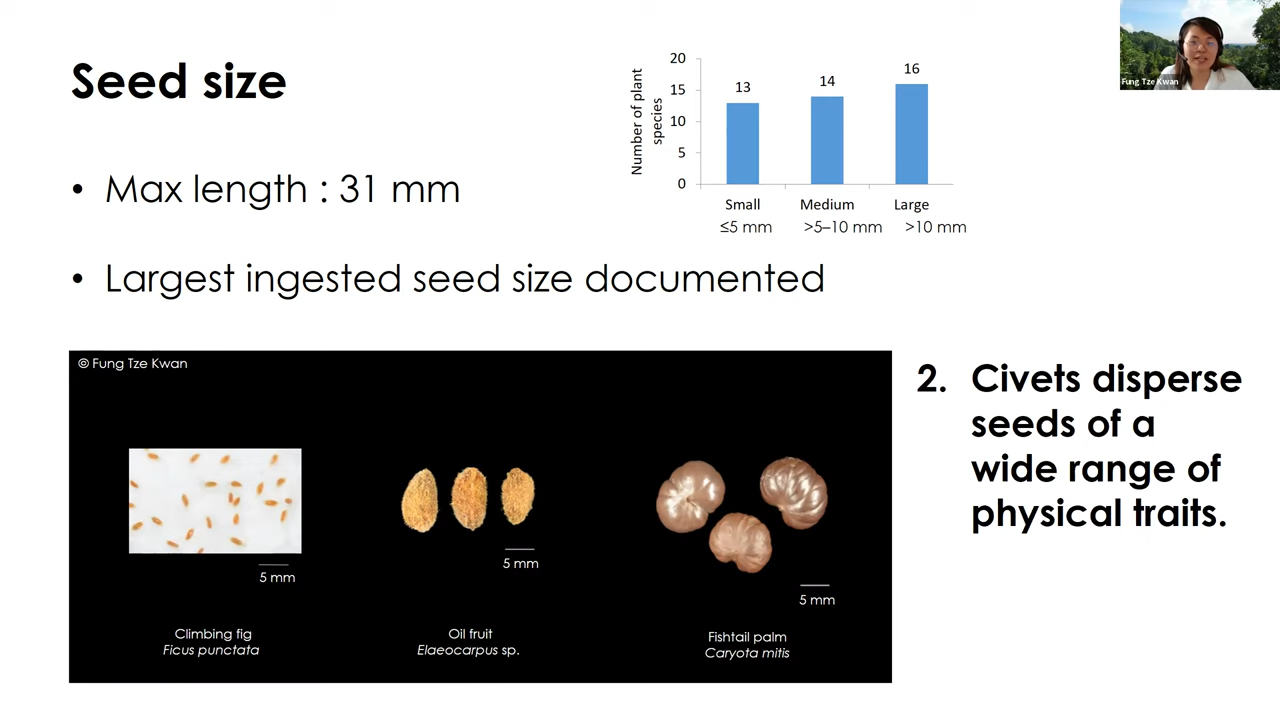 Seed size
• Max length : 31 mm
• Largest ingested seed size documented
Number of plant
species
20
15
10
5
0
13
14
16
Small
Medium
Large
≤5 mm
>5–10 mm
>10 mm
Fung Tze Kwan
© Fung Tze Kwan
5 mm
5 mm
5 mm
Climbing fig
Ficus punctata
Oil fruit
Elaeocarpus sp.
Fishtail palm
Caryota mitis
2. Civets disperse
seeds of a
wide range of
physical traits.